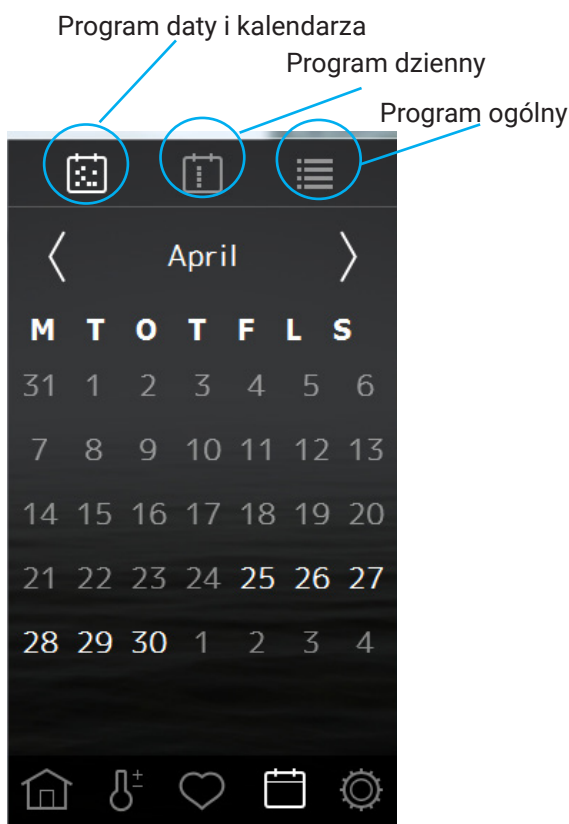 Program daty i kalendarza
Program dzienny
Program ogólny
April
M T O T F L S
31 1 2 3 4 5 6
7 8 9 10 11 12 13
14 15 16 17 18 19 20
21 22 23 24 25 26 27
28 29 30 1 2 3 4